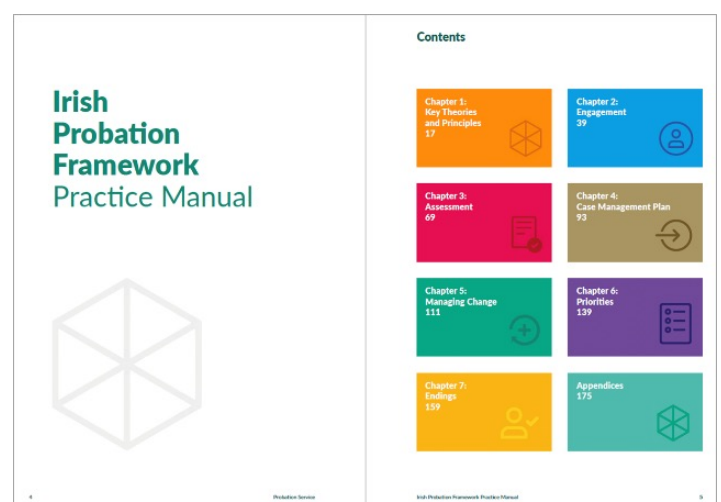 Irish
Probation
Framework
Practice Manual
4
Probation Service
Contents
Chapter 1:
Key Theories
and Principles
17
Chapter 2:
Engagement
39
Chapter 3:
Assessment
69
Chapter 4:
Case Management Plan
93
Chapter 5:
Managing Change
111
Chapter 6:
Priorities
139
Chapter 7:
Endings
159
Appendices
175
Irish Probation Framework Practice Manual
5